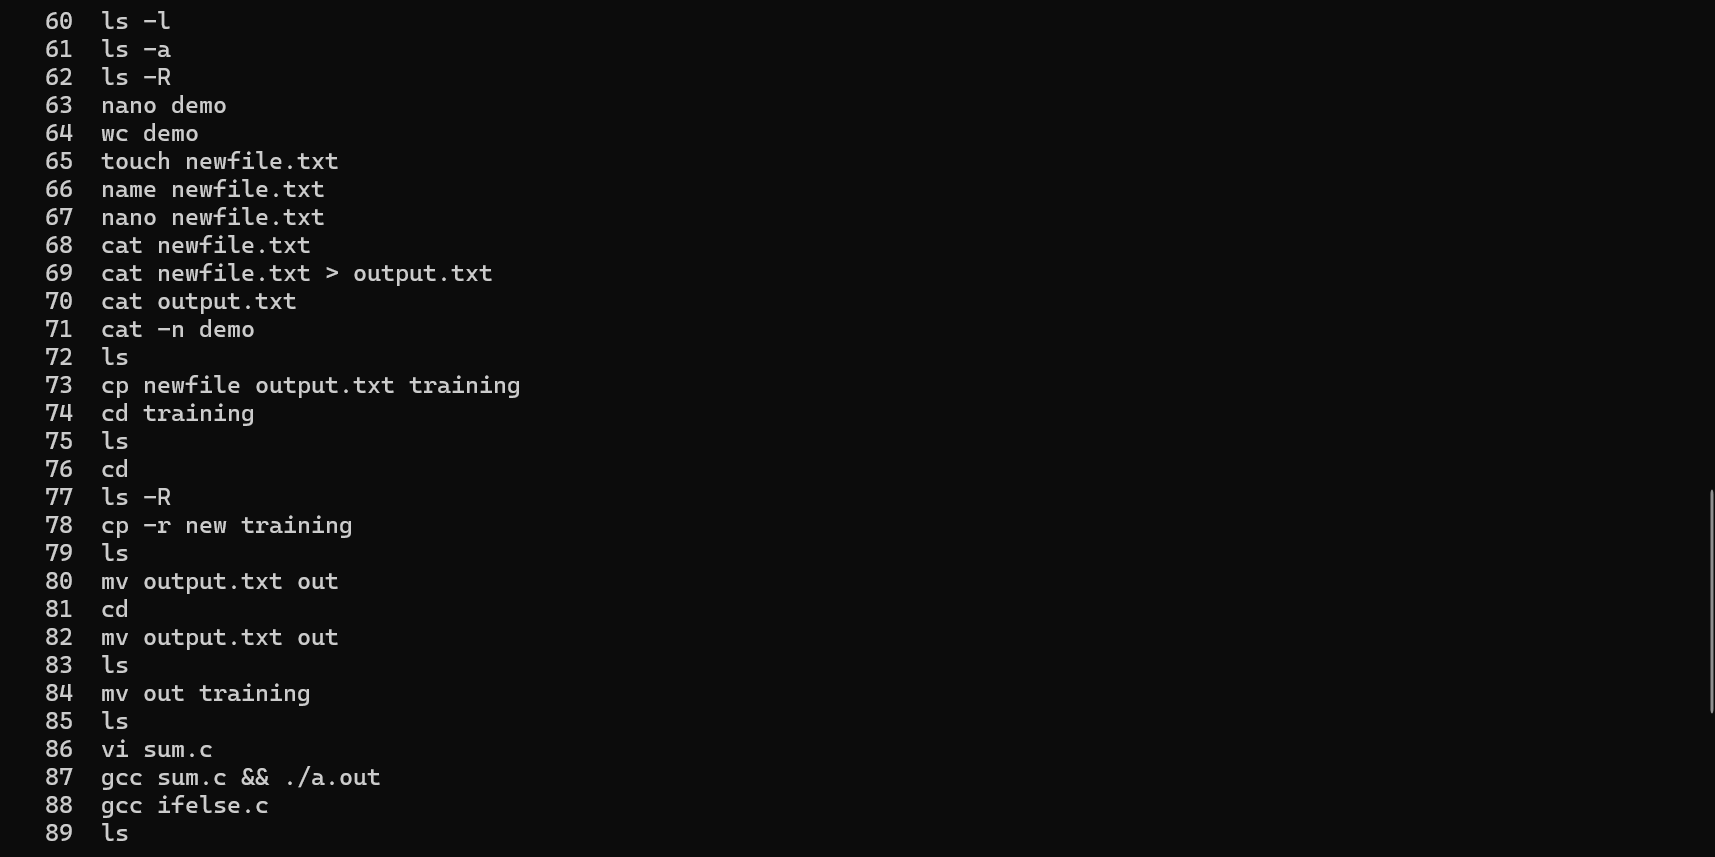 60 ls -l
61 ls -a
62 ls -R
63 nano demo
64 wc demo
65 touch newfile.txt
66 name newfile.txt
67 nano newfile.txt
68 cat newfile.txt
69 cat newfile.txt > output.txt
70 cat output.txt
71 cat -n demo
72 ls
73 cp newfile output.txt training
74 cd training
75 ls
76 cd
77 ls -R
78 cp -r new training
79 ls
80 mv output.txt out
81 cd
82 mv output.txt out
83 ls
84 mv out training
85 ls
86 vi sum.c
87 gcc sum.c && ./a.out
88 gcc ifelse.c
89 ls